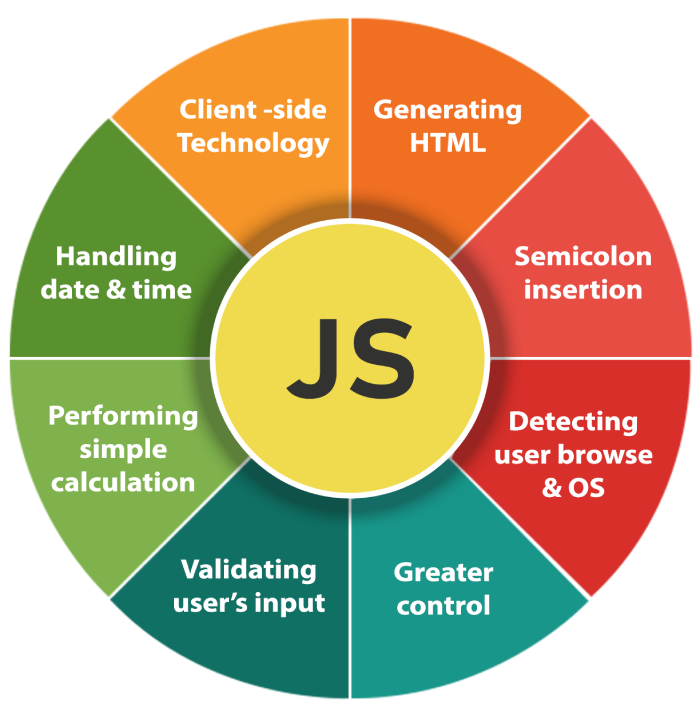 Client -side
Technology
Generating
HTML
Semicolon
insertion
Detecting
user browse
& OS
Greater
control
Validating
user’s input
Performing
simple
calculation
Handling
date & time
JS